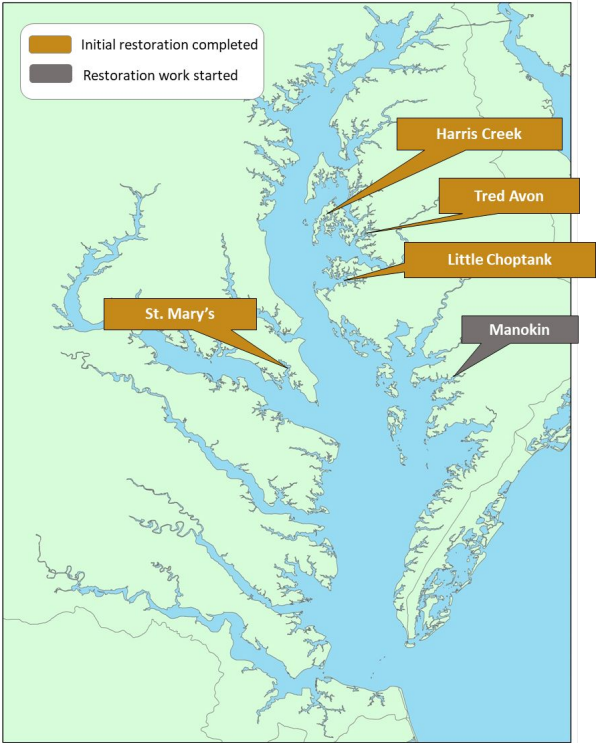 Initial restoration completed
Restoration work started
Harris Creek
Tred Avon
Little Choptank
St. Mary's
Manokin